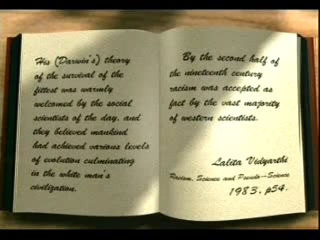 His (Darwin's) theory
of the survival of the
fittest was warmly
welcomed by the social
scientists of the day, and
they believed mankind
had achieved various levels
of evolution culminating
in the white man's
civilization.
By the second half of
the nineteenth century
racism was accepted as
fact by the vast majority
of western scientists.
Lalita Vidyarthi
Racism, Science and Pseudo-Science
1983, p54.